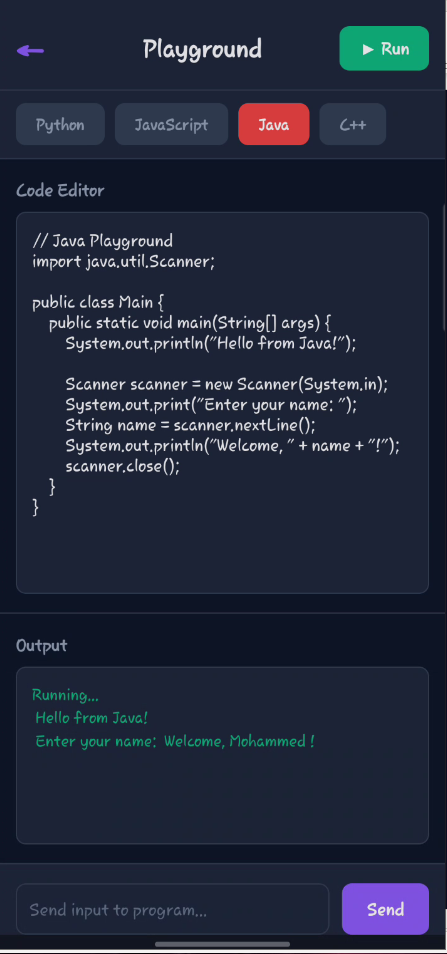 Playground
▶ Run
Python JavaScript Java C++
Code Editor
// Java Playground
import java.util.Scanner;

public class Main {
    public static void main(String[] args) {
        System.out.println("Hello from Java!");

        Scanner scanner = new Scanner(System.in);
        System.out.print("Enter your name: ");
        String name = scanner.nextLine();
        System.out.println("Welcome, " + name + "!");
        scanner.close();
    }
}
Output
Running...
Hello from Java!
Enter your name: Welcome, Mohammed !
Send input to program...
Send